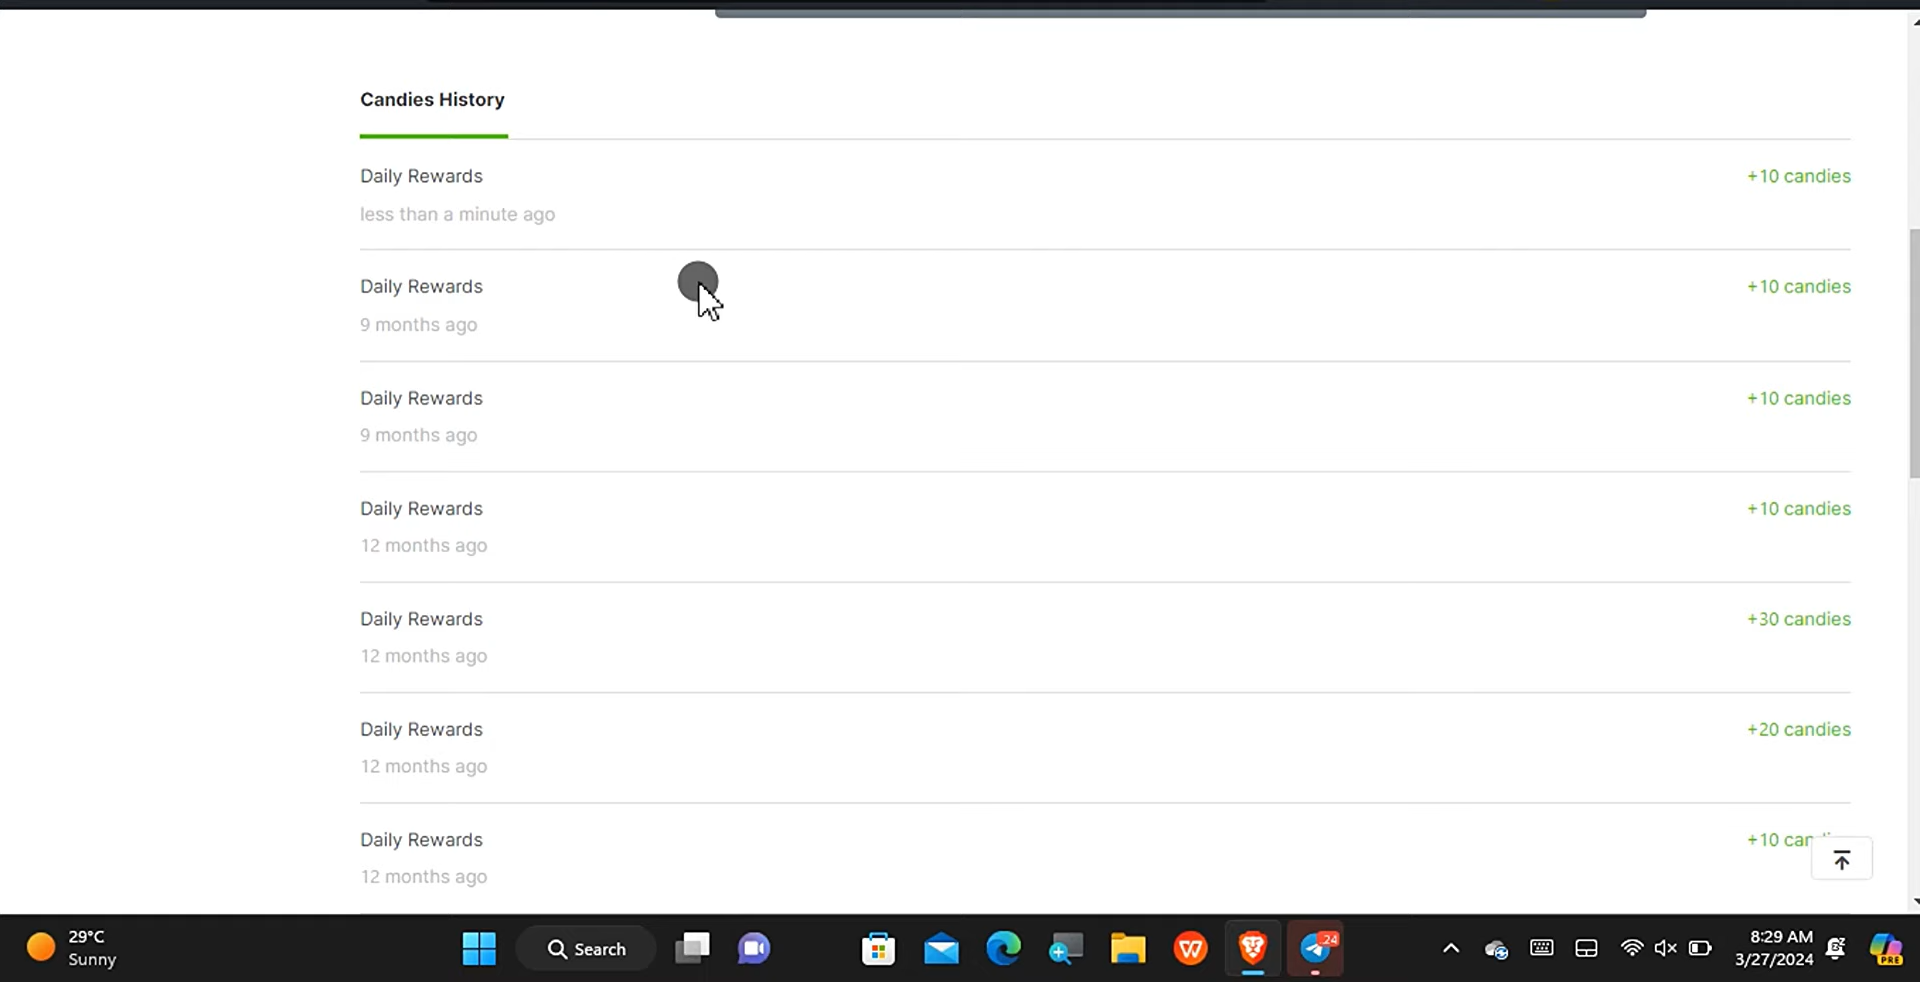 Candies History
Daily Rewards
+10 candies
less than a minute ago
Daily Rewards
+10 candies
9 months ago
Daily Rewards
+10 candies
9 months ago
Daily Rewards
+10 candies
12 months ago
Daily Rewards
+30 candies
12 months ago
Daily Rewards
+20 candies
12 months ago
Daily Rewards
+10
12 months ago
29°C
Sunny
Search
W
24
8:29 AM
3/27/2024
PRE